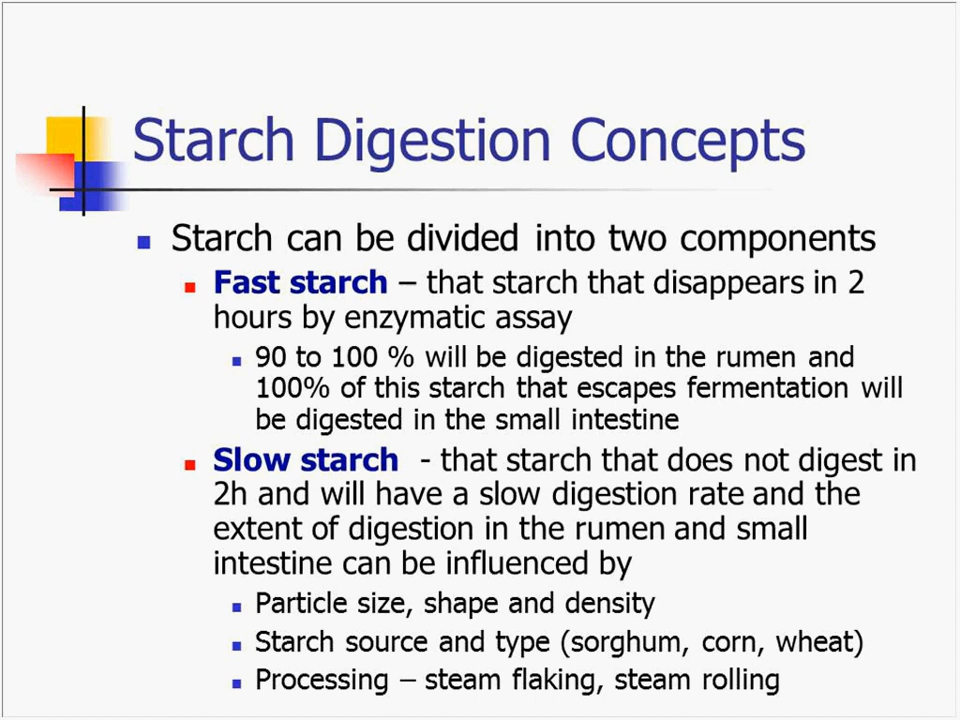 Starch Digestion Concepts
Starch can be divided into two components
Fast starch – that starch that disappears in 2
hours by enzymatic assay
90 to 100 % will be digested in the rumen and
100% of this starch that escapes fermentation will
be digested in the small intestine
Slow starch - that starch that does not digest in
2h and will have a slow digestion rate and the
extent of digestion in the rumen and small
intestine can be influenced by
Particle size, shape and density
Starch source and type (sorghum, corn, wheat)
Processing – steam flaking, steam rolling